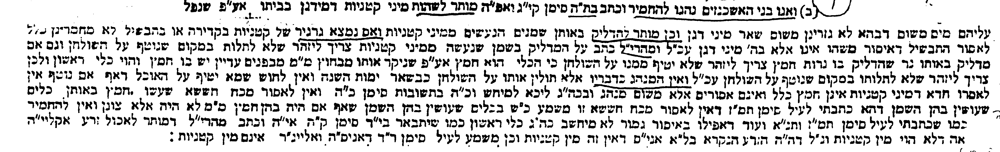 (ב) ואנו בני האשכנזים נהגו להחמיר וכתב בת"ה סימן קי"ג ואפ"ה מותר לשהות מיני קטניות דמידגן בביתו אע"פ שנפל
עליהם מים משום דבהא לא גזרינן משום שאר מיני דגן וכן מותר להדליק באותן שמנים הנעשים ממיני קטניות ואם נמצא גרגיר של קטניות בקדירה או בתבשיל לא מחמרינן כלל
לאסור התבשיל דאיסור משהו אינו אלא בה' מיני דגן עכ"ל ומהרי"ל כתב על המדליק בשמן שנעשה ממיני קטניות צריך ליזהר שלא לתלות במקום שנוטף על השולחן וגם אם
מדליק באותו נר שהדליק בו נרות חמץ צריך ליזהר שלא יטיף ממנו על השולחן כי הכלי הוא חמץ אע"פ שניקר אותו מבחוץ מ"מ מבפנים עדיין יש בו חמץ והוי כלי ראשון ולכן
צריך ליזהר שלא לתלותו במקום שנוטף על השולחן עכ"ל ואין המנהג כדבריו אלא תולין אותו על השולחן כבשאר ימות השנה ואין לחוש שמא יטיף על האוכל דאף אם נוטף אין
לאסרו חדא דמיני קטניות אינן חמץ כלל ואינם אסורים אלא משום מנהג ובכה"ג ליכא למיחש וכ"ה בתשובות סימן כ"ה ואין לאסור מכח חששא שעשו חמץ באותן כלים
שעושין בהן השמן דהא כתבתי לעיל סימן תמ"ז דאין לאסור מכח חששא זו משמע כ"ש בכלים שעושין בהן השמן שאף אם היה בהן חמץ מ"מ לא היה אלא צונן ואין להחמיר
כמו שכתבתי לעיל סימן תמ"ז ותנ"א ועוד דאפילו באיסור גמור לא מיחשב כה"ג כלי ראשון כמו שיתבאר בי"ד סימן ק"ה אי"ה וכתב מהרי"ל דמותר לאכול זרע אקליי"ה
אה דלא הוי מין קטניות ונ"ל דה"ה הזרע הנקרא בל"א אני"ס דאין זה מין קטניות וכן משמע לעיל סימן ר"ד דאניס"ה ואליינ"ר אינם מין קטניות :